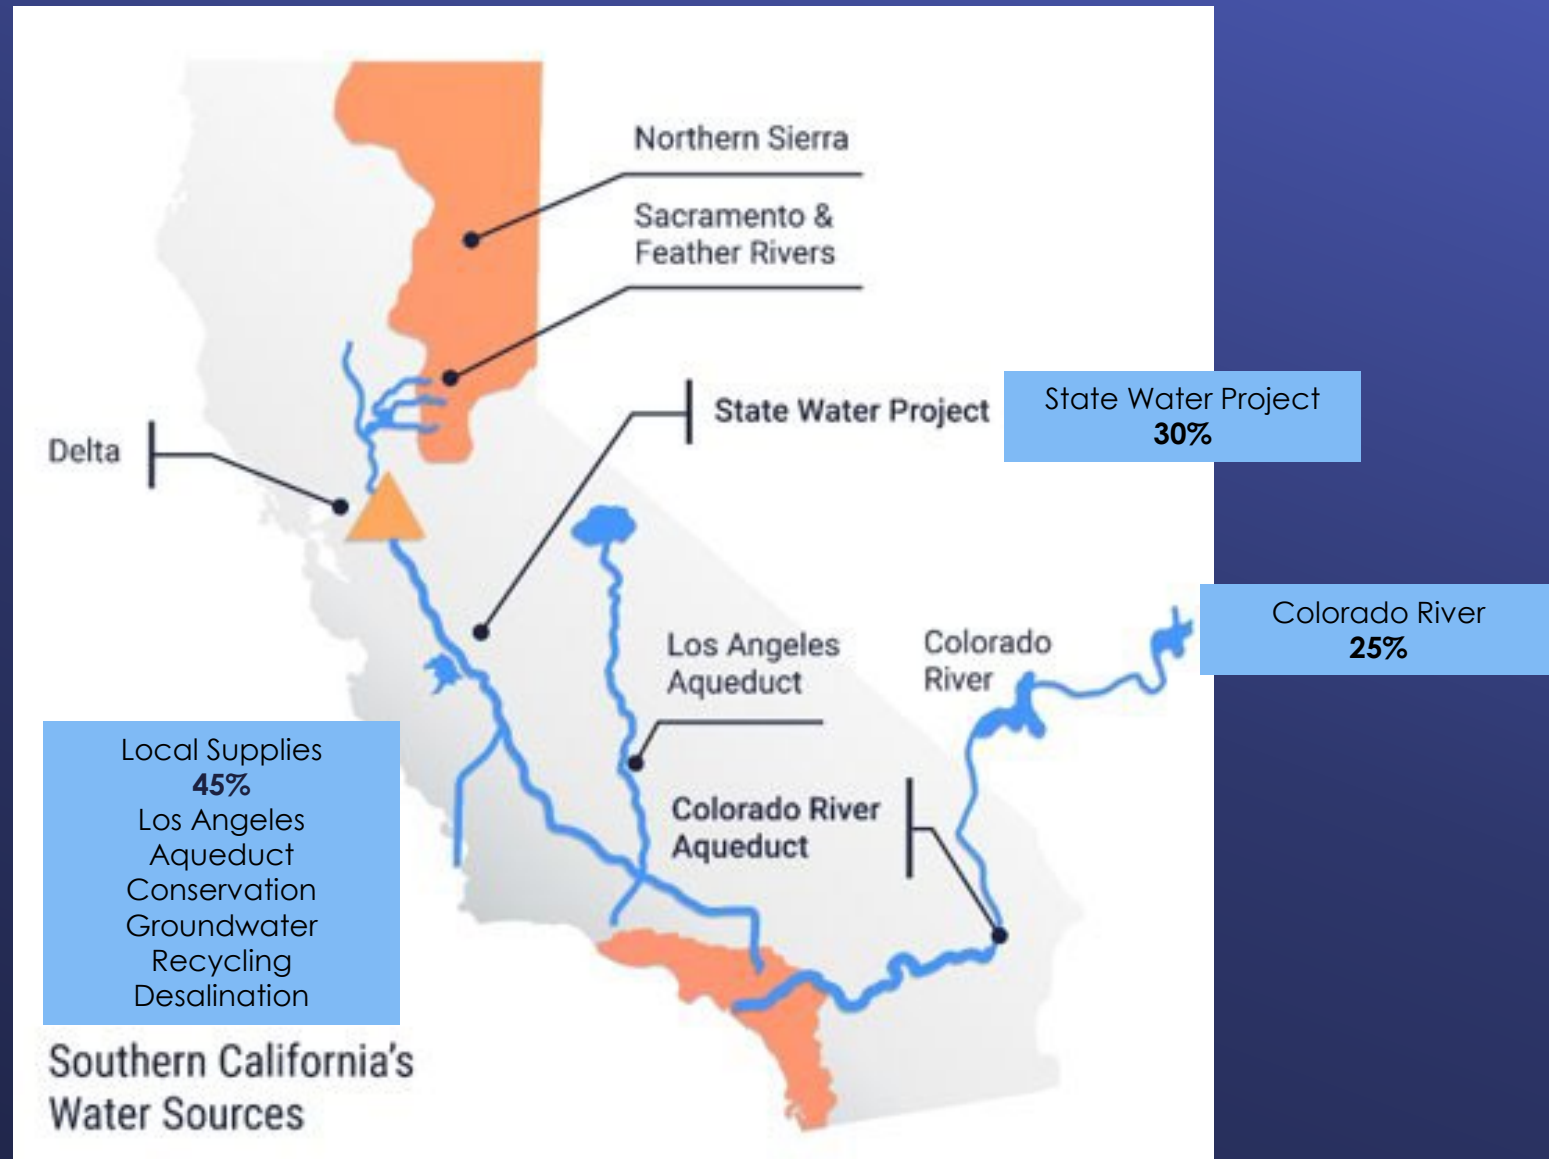 Northern Sierra
Sacramento &
Feather Rivers
State Water Project
State Water Project
30%
Delta
Colorado River
25%
Los Angeles
Aqueduct
Colorado
River
Local Supplies
45%
Los Angeles
Aqueduct
Conservation
Groundwater
Recycling
Desalination
Colorado River
Aqueduct
Southern California's
Water Sources